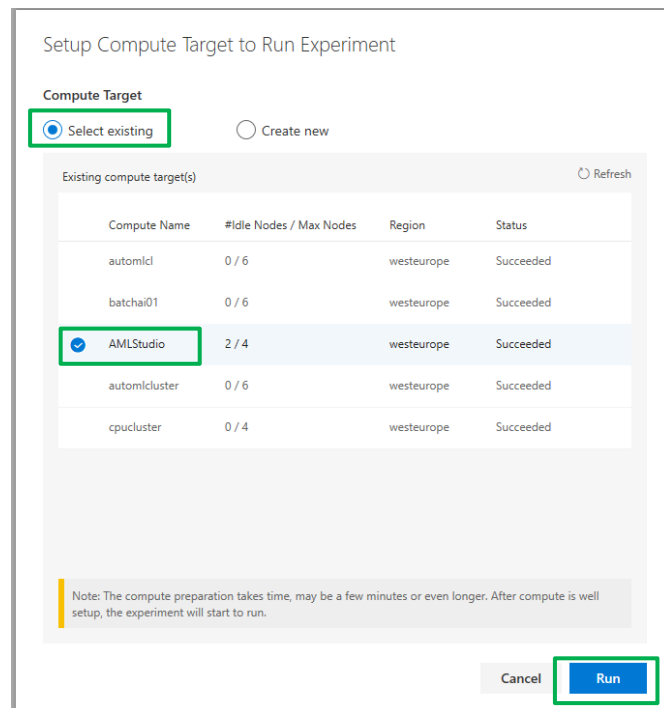 Setup Compute Target to Run Experiment
Compute Target
Select existing Create new
Existing compute target(s) Refresh
Compute Name #Idle Nodes / Max Nodes Region Status
automlcl 0 / 6 westeurope Succeeded
batchai01 0 / 6 westeurope Succeeded
AMLStudio 2 / 4 westeurope Succeeded
automlcluster 0 / 6 westeurope Succeeded
cpucluster 0 / 4 westeurope Succeeded
Note: The compute preparation takes time, may be a few minutes or even longer. After compute is well
setup, the experiment will start to run.
Cancel Run